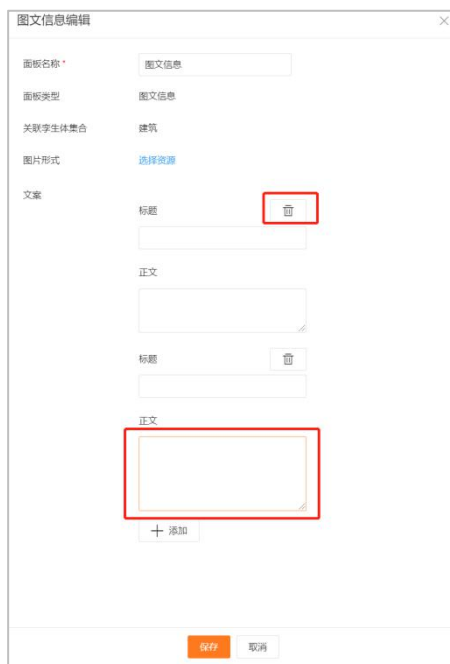 图文信息编辑
面板名称 * 图文信息
面板类型 图文信息
关联孪生体集合 建筑
图片形式 选择资源
文案
标题
正文
标题
正文
添加
保存 取消